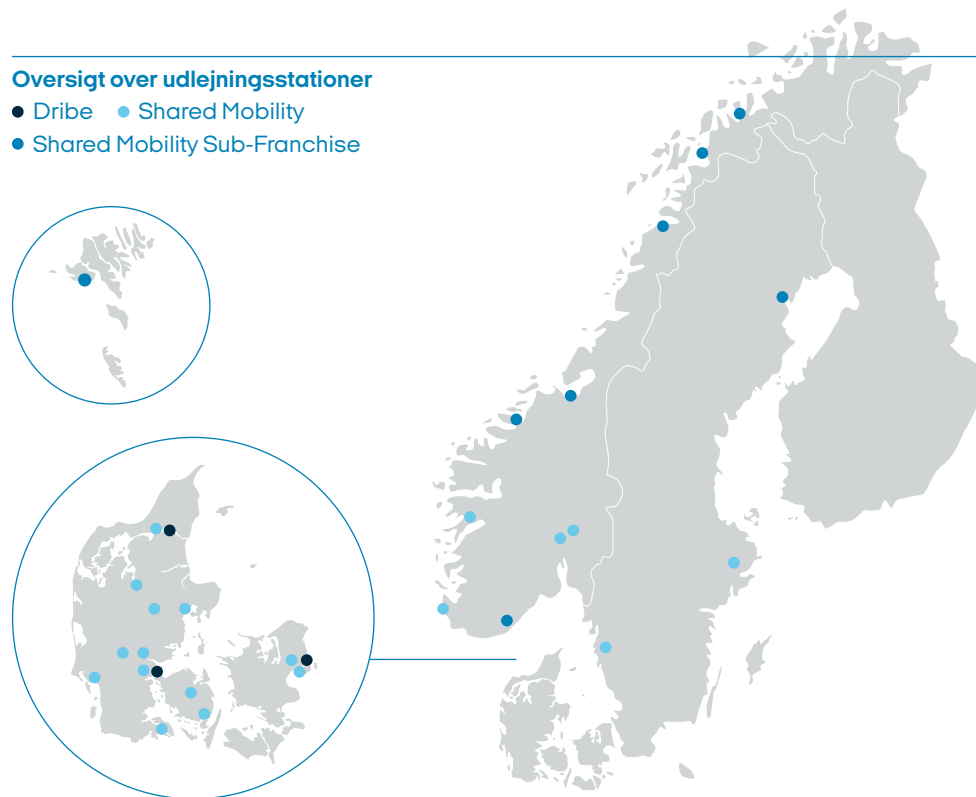 Oversigt over udlejningsstationer
Dribe Shared Mobility
Shared Mobility Sub-Franchise